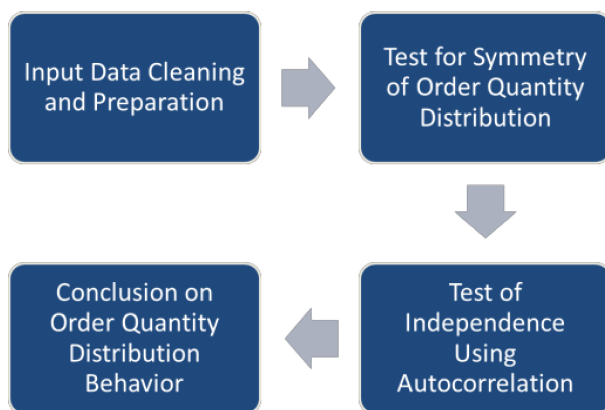 Input Data Cleaning
and Preparation
Test for Symmetry
of Order Quantity
Distribution
Test of
Independence
Using
Autocorrelation
Conclusion on
Order Quantity
Distribution
Behavior